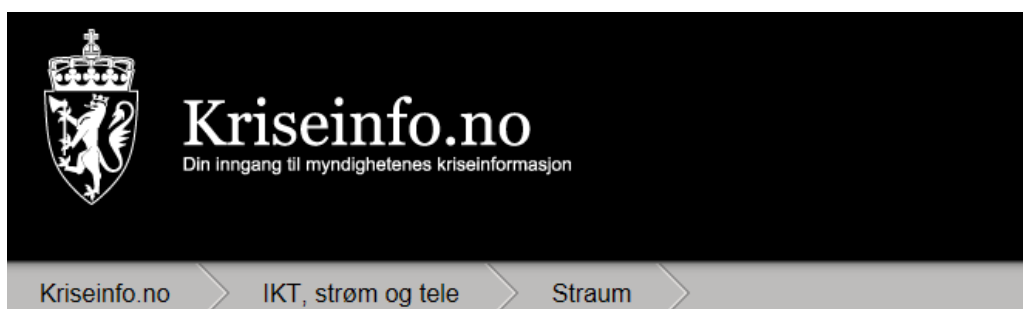 Kriseinfo.no
Din inngang til myndighetenes kriseinformasjon
Kriseinfo.no IKT, strøm og tele Straum